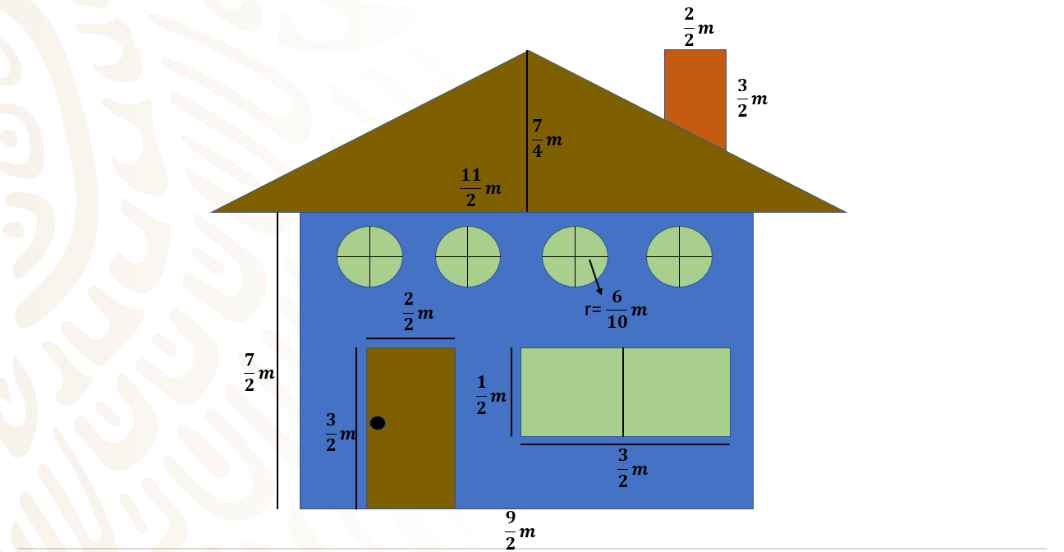 2/2 m
3/2 m
7/4 m
11/2 m
r= 6/10 m
2/2 m
7/2 m
1/2 m
3/2 m
3/2 m
9/2 m